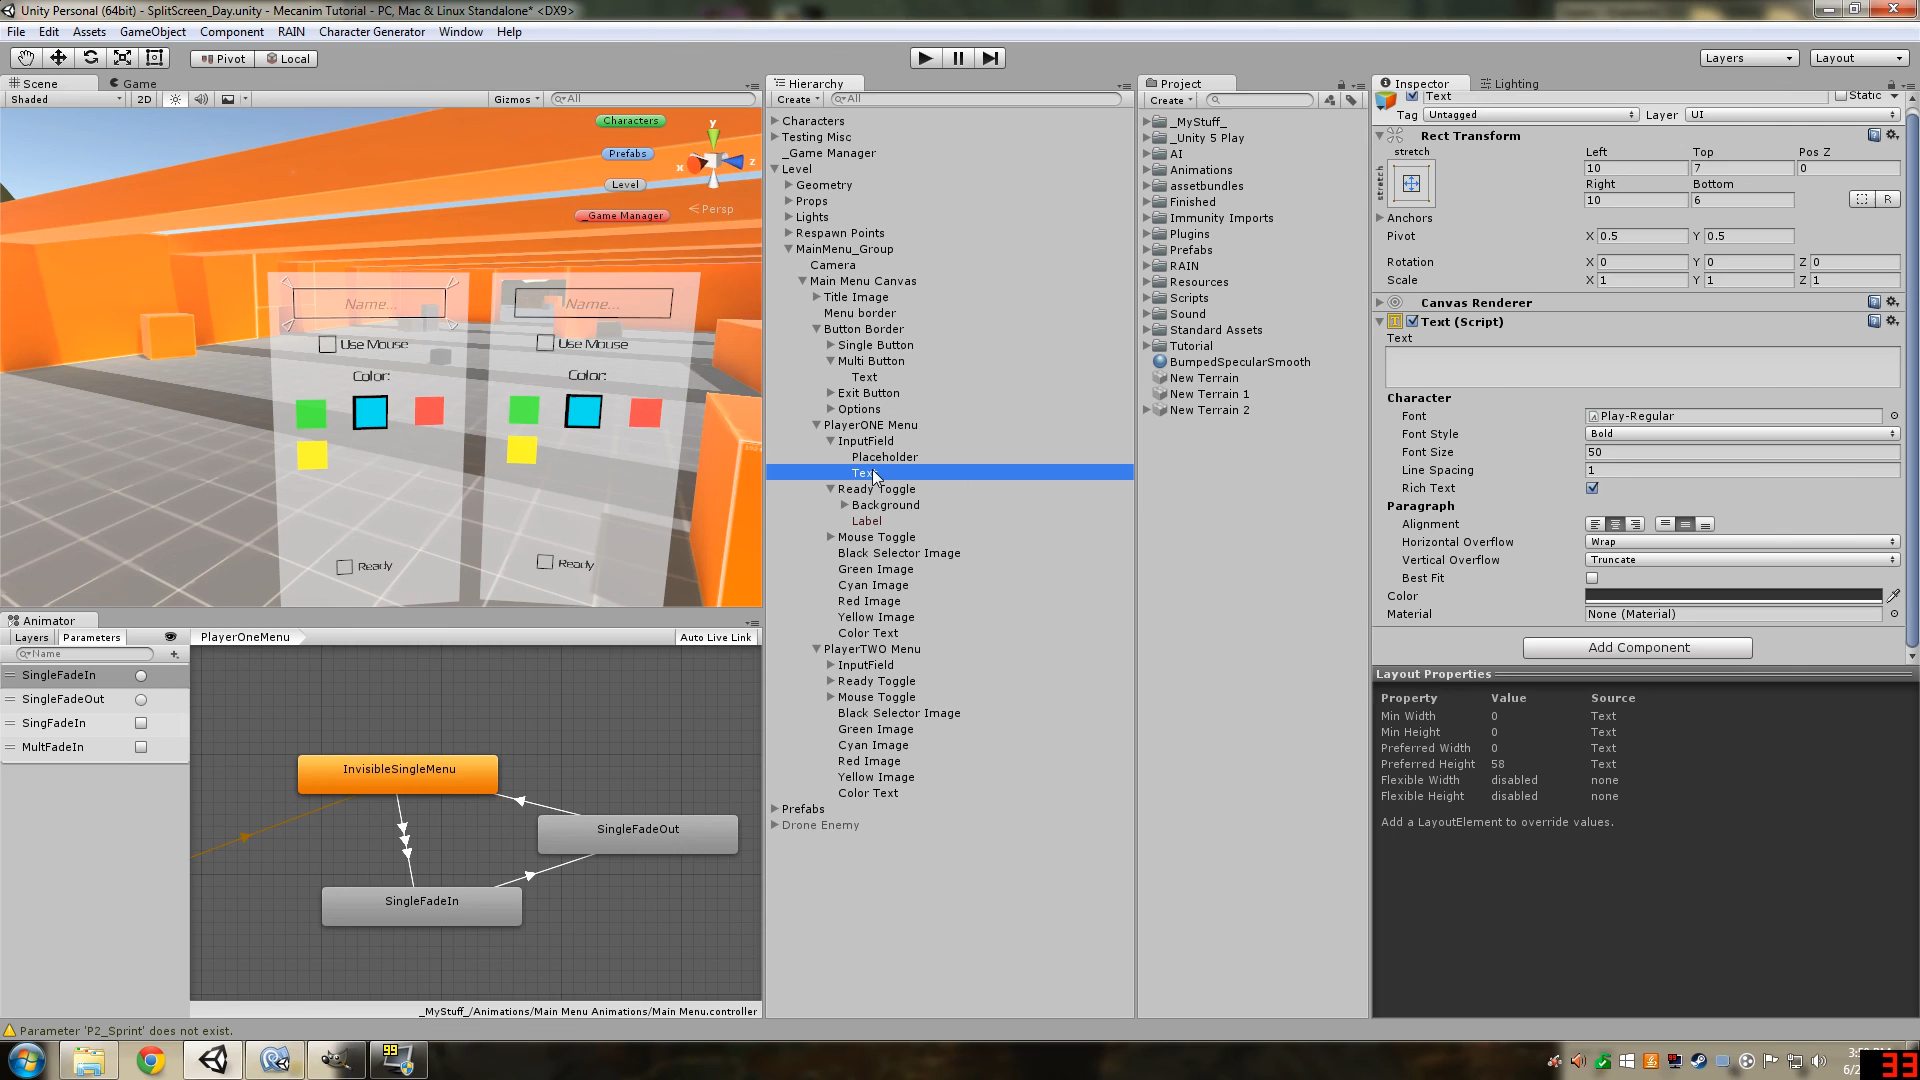 Unity Personal (64bit) - SplitScreen_Day.unity - Mecanim Tutorial - PC, Mac & Linux Standalone* <DX9>
File Edit Assets GameObject Component RAIN Character Generator Window Help
Pivot Local Layers Layout
Scene Game
Shaded 2D Gizmos All
Characters
Prefabs
Level
_Game Manager
y
x
z
Persp
Name... Name...
Use Mouse Use Mouse
Color: Color:
Ready Ready
Animator
Layers Parameters PlayerOneMenu Auto Live Link
Name
SingleFadeIn
SingleFadeOut
SingFadeIn
MultFadeIn
InvisibleSingleMenu
SingleFadeOut
SingleFadeIn
_MyStuff_/Animations/Main Menu Animations/Main Menu.controller
Hierarchy
Create All
Characters
Testing Misc
_Game Manager
Level
Geometry
Props
Lights
Respawn Points
MainMenu_Group
Camera
Main Menu Canvas
Title Image
Menu border
Button Border
Single Button
Multi Button
Text
Exit Button
Options
PlayerONE Menu
InputField
Placeholder
Text
Ready Toggle
Background
Label
Mouse Toggle
Black Selector Image
Green Image
Cyan Image
Red Image
Yellow Image
Color Text
PlayerTWO Menu
InputField
Ready Toggle
Mouse Toggle
Black Selector Image
Green Image
Cyan Image
Red Image
Yellow Image
Color Text
Prefabs
Drone Enemy
Project
Create
_MyStuff_
_Unity 5 Play
AI
Animations
assetbundles
Finished
Immunity Imports
Plugins
Prefabs
RAIN
Resources
Scripts
Sound
Standard Assets
Tutorial
BumpedSpecularSmooth
New Terrain
New Terrain 1
New Terrain 2
Inspector Lighting
Text Static
Tag Untagged Layer UI
Rect Transform
stretch Left Top Pos Z
stretch 10 7 0
Right Bottom
10 6 R
Anchors
Pivot X 0.5 Y 0.5
Rotation X 0 Y 0 Z 0
Scale X 1 Y 1 Z 1
Canvas Renderer
Text (Script)
Text
Character
Font Play-Regular
Font Style Bold
Font Size 50
Line Spacing 1
Rich Text
Paragraph
Alignment
Horizontal Overflow Wrap
Vertical Overflow Truncate
Best Fit
Color
Material None (Material)
Add Component
Layout Properties
Property Value Source
Min Width 0 Text
Min Height 0 Text
Preferred Width 0 Text
Preferred Height 58 Text
Flexible Width disabled none
Flexible Height disabled none
Add a LayoutElement to override values.
Parameter 'P2_Sprint' does not exist.
99
33